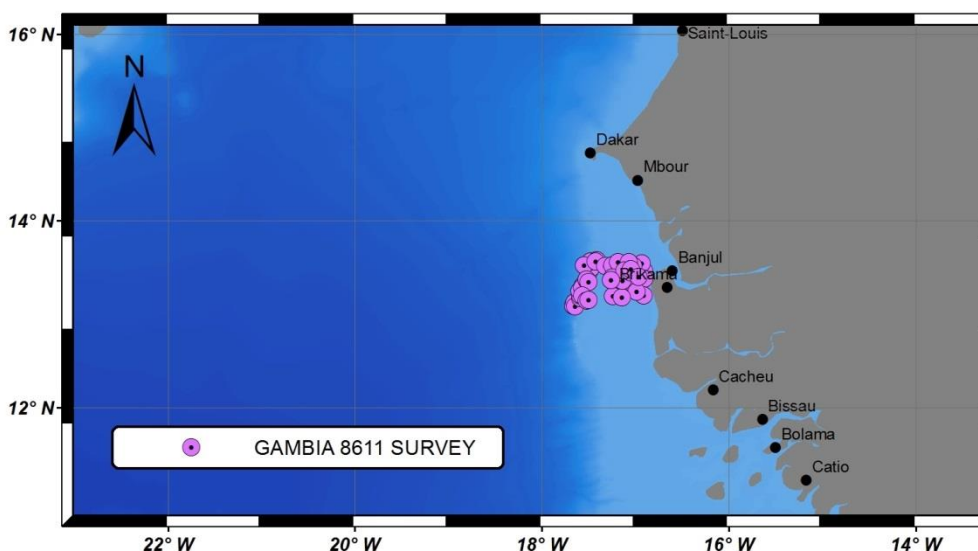 16° N
Saint-Louis
N
Dakar
Mbour
14° N
Banjul
Brikama
12° N
Cacheu
Bissau
Bolama
Catio
GAMBIA 8611 SURVEY
22° W
20° W
18° W
16° W
14° W